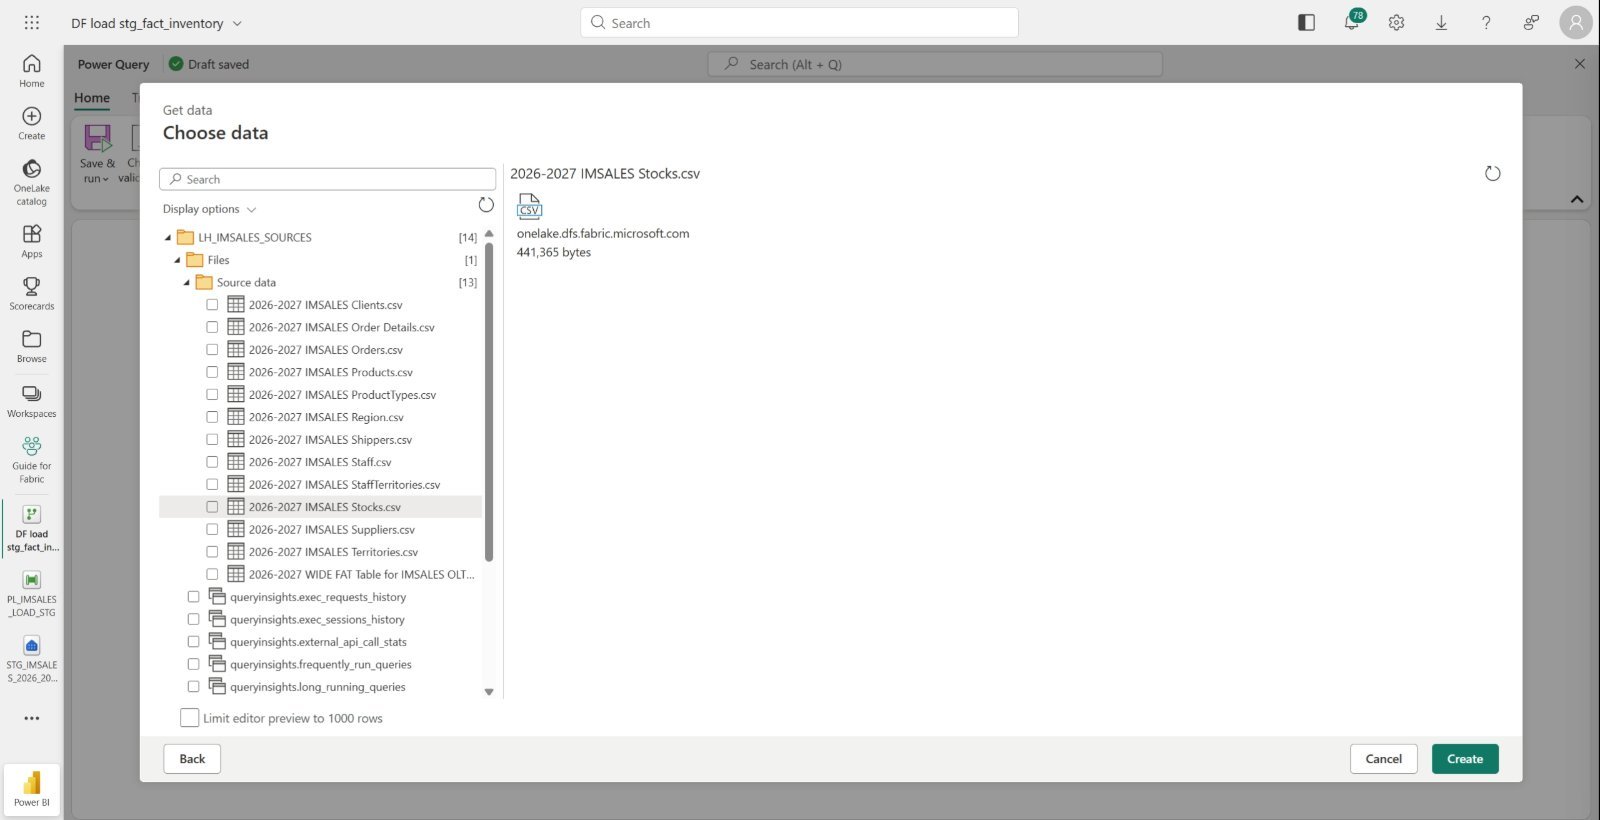 DF load stg_fact_inventory
Search
78
Home
Create
OneLake
catalog
Apps
Scorecards
Browse
Workspaces
Guide for
Fabric
DF load
stg_fact_in...
PL_IMSALES
_LOAD_STG
STG_IMSALE
S_2026_20...
Power BI
Power Query
Draft saved
Search (Alt + Q)
Home
Save &
run
valid
Get data
Choose data
Search
Display options
LH_IMSALES_SOURCES [14]
Files [1]
Source data [13]
2026-2027 IMSALES Clients.csv
2026-2027 IMSALES Order Details.csv
2026-2027 IMSALES Orders.csv
2026-2027 IMSALES Products.csv
2026-2027 IMSALES ProductTypes.csv
2026-2027 IMSALES Region.csv
2026-2027 IMSALES Shippers.csv
2026-2027 IMSALES Staff.csv
2026-2027 IMSALES StaffTerritories.csv
2026-2027 IMSALES Stocks.csv
2026-2027 IMSALES Suppliers.csv
2026-2027 IMSALES Territories.csv
2026-2027 WIDE FAT Table for IMSALES OLT...
queryinsights.exec_requests_history
queryinsights.exec_sessions_history
queryinsights.external_api_call_stats
queryinsights.frequently_run_queries
queryinsights.long_running_queries
Limit editor preview to 1000 rows
2026-2027 IMSALES Stocks.csv
CSV
onelake.dfs.fabric.microsoft.com
441,365 bytes
Back
Cancel
Create